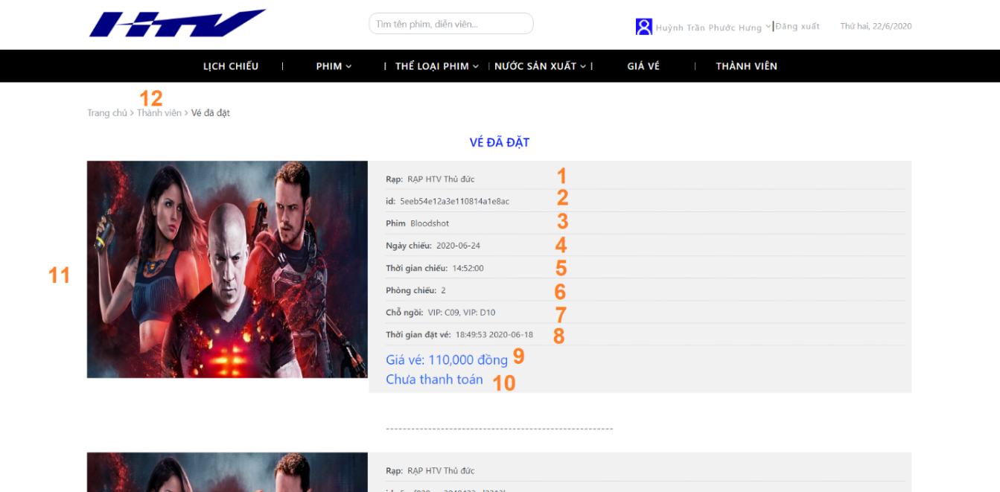 HTV
Tìm tên phim, diễn viên...
Huỳnh Trần Phước Hưng
Đăng xuất
Thứ hai, 22/6/2020
LỊCH CHIẾU | PHIM | THỂ LOẠI PHIM | NƯỚC SẢN XUẤT | GIÁ VÉ | THÀNH VIÊN
12
Trang chủ > Thành viên > Vé đã đặt
VÉ ĐÃ ĐẶT
Rạp: RẠP HTV Thủ đức 1
id: 5eeb54e12a3e110814a1e8ac 2
Phim Bloodshot 3
Ngày chiếu: 2020-06-24 4
Thời gian chiếu: 14:52:00 5
11
Phòng chiếu: 2 6
Chỗ ngồi: VIP: C09, VIP: D10 7
Thời gian đặt vé: 18:49:53 2020-06-18 8
Giá vé: 110,000 đồng 9
Chưa thanh toán 10
Rạp: RẠP HTV Thủ đức